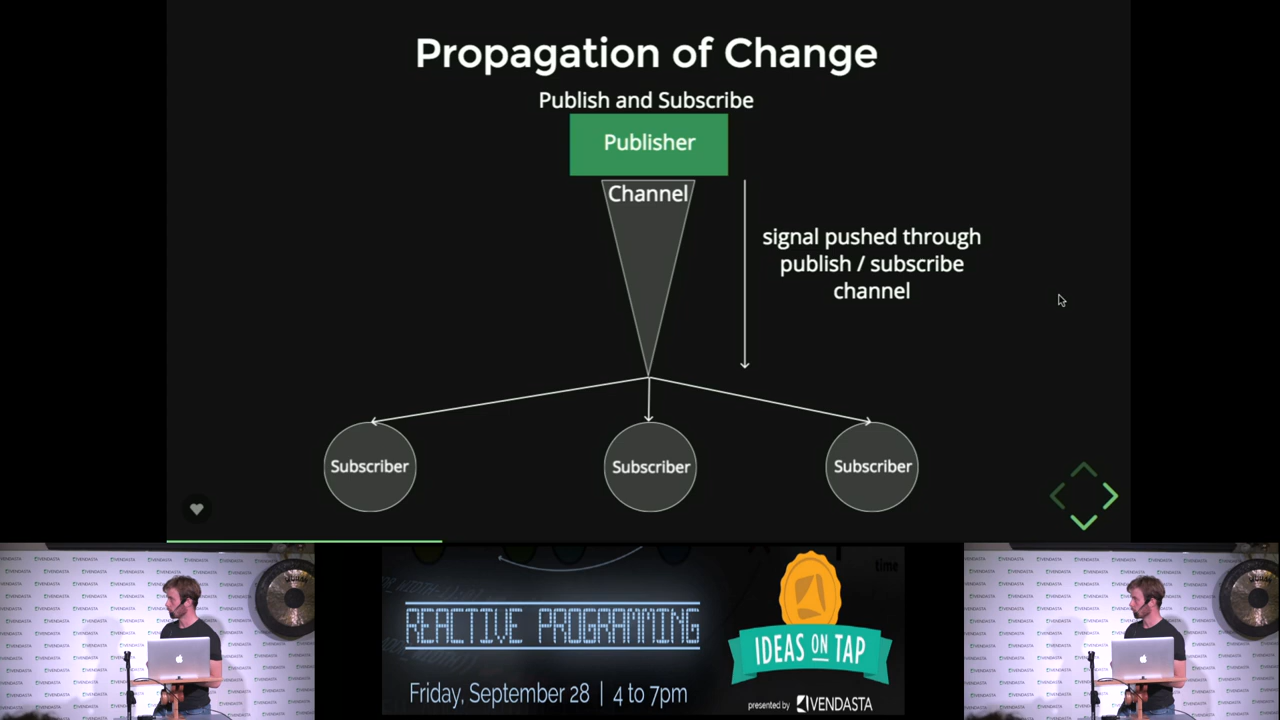 Propagation of Change
Publish and Subscribe
Publisher
Channel
signal pushed through
publish / subscribe
channel
Subscriber
Subscriber
Subscriber
time
REACTIVE PROGRAMMING
Friday, September 28 | 4 to 7pm
IDEAS ON TAP
presented by VENDASTA